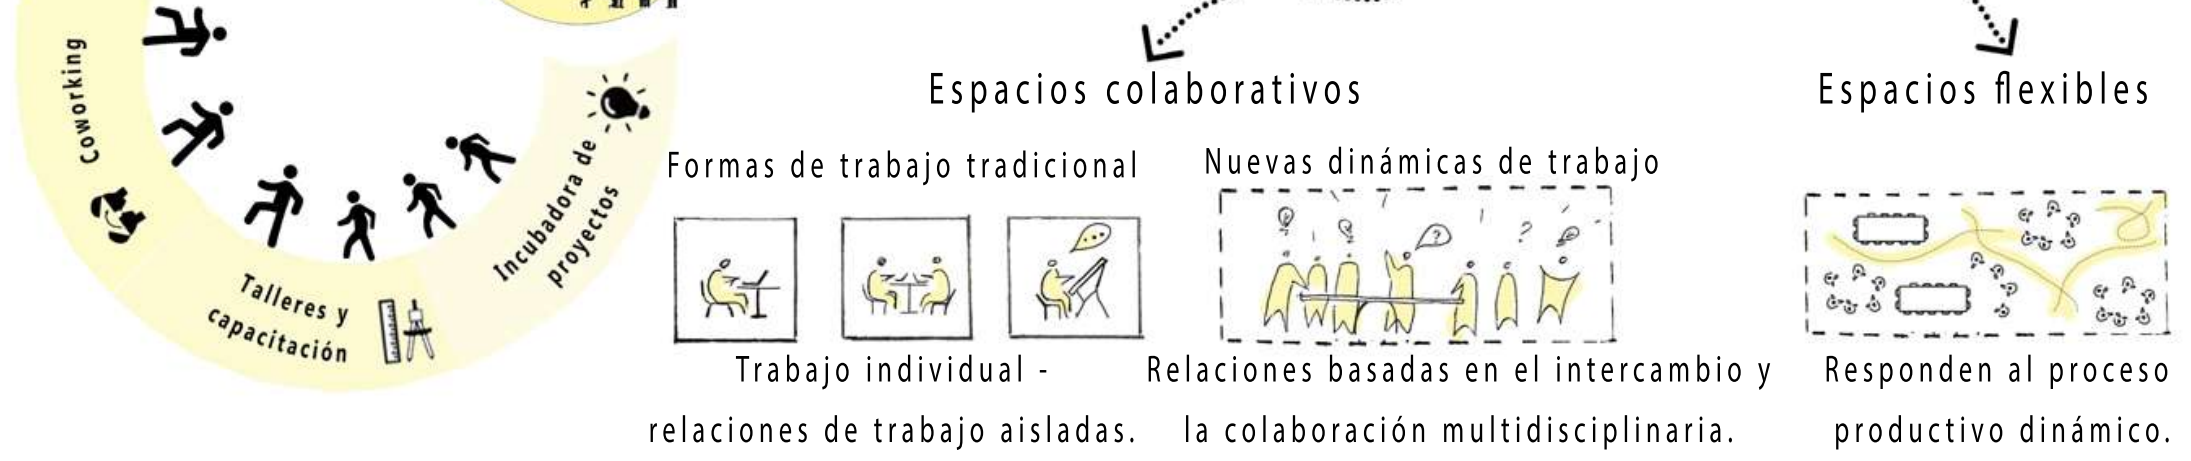 Coworking
Talleres y
capacitación
Incubadora de
proyectos
Espacios colaborativos
Formas de trabajo tradicional
Trabajo individual -
relaciones de trabajo aisladas.
Nuevas dinámicas de trabajo
?
?
Relaciones basadas en el intercambio y
la colaboración multidisciplinaria.
Espacios flexibles
Responden al proceso
productivo dinámico.